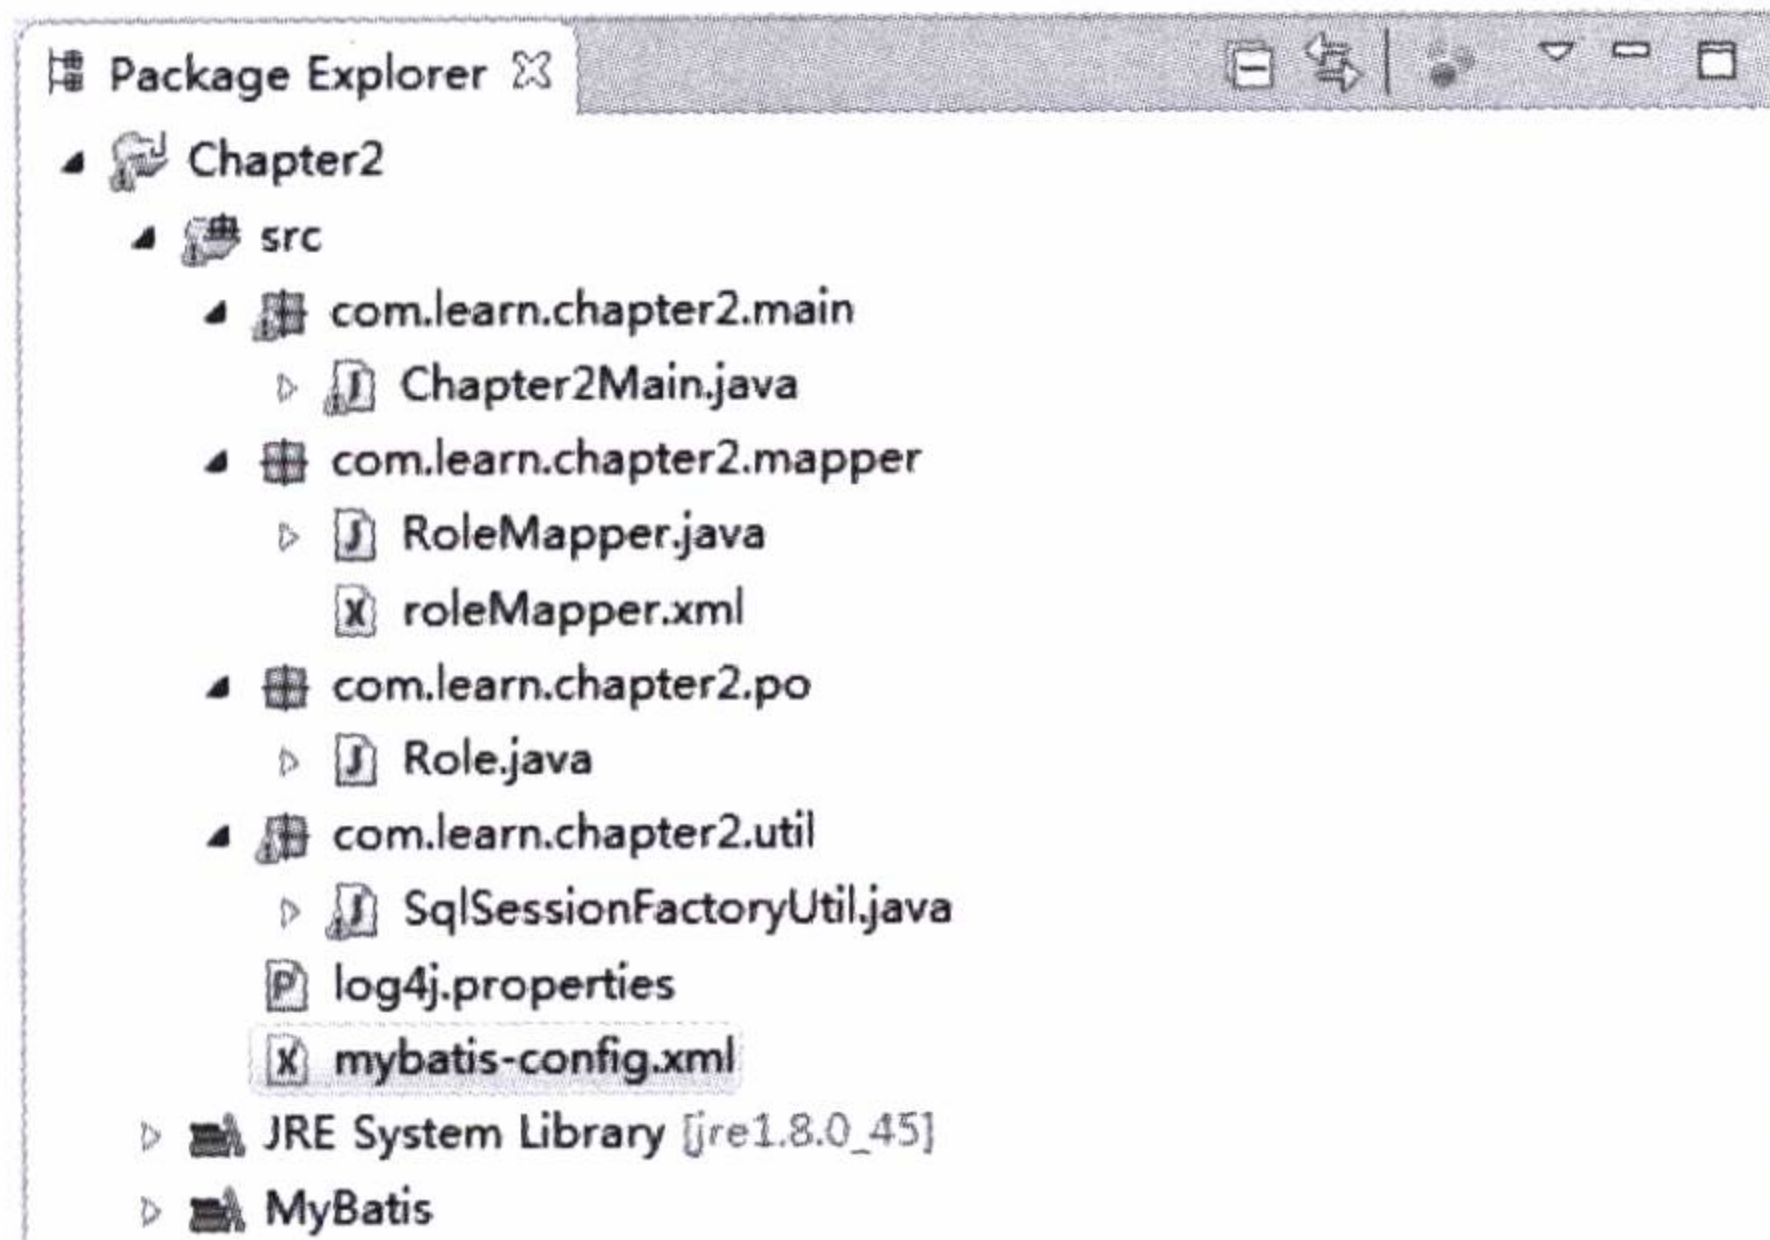 Package Explorer
Chapter2
src
com.learn.chapter2.main
Chapter2Main.java
com.learn.chapter2.mapper
RoleMapper.java
roleMapper.xml
com.learn.chapter2.po
Role.java
com.learn.chapter2.util
SqlSessionFactoryUtil.java
log4j.properties
mybatis-config.xml
JRE System Library [jre1.8.0_45]
MyBatis